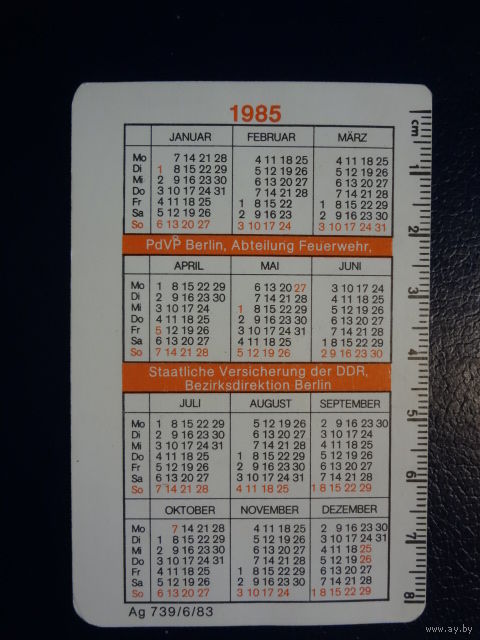 1985
cm
JANUAR FEBRUAR MÄRZ
Mo 7 14 21 28 4 11 18 25 4 11 18 25
Di 1 8 15 22 29 5 12 19 26 5 12 19 26
Mi 2 9 16 23 30 6 13 20 27 6 13 20 27
Do 3 10 17 24 31 7 14 21 28 7 14 21 28
Fr 4 11 18 25 1 8 15 22 1 8 15 22 29
Sa 5 12 19 26 2 9 16 23 2 9 16 23 30
So 6 13 20 27 3 10 17 24 3 10 17 24 31
PdVP Berlin, Abteilung Feuerwehr,
APRIL MAI JUNI
Mo 1 8 15 22 29 6 13 20 27 3 10 17 24
Di 2 9 16 23 30 7 14 21 28 4 11 18 25
Mi 3 10 17 24 1 8 15 22 29 5 12 19 26
Do 4 11 18 25 2 9 16 23 30 6 13 20 27
Fr 5 12 19 26 3 10 17 24 31 7 14 21 28
Sa 6 13 20 27 4 11 18 25 1 8 15 22 29
So 7 14 21 28 5 12 19 26 2 9 16 23 30
Staatliche Versicherung der DDR,
Bezirksdirektion Berlin
JULI AUGUST SEPTEMBER
Mo 1 8 15 22 29 5 12 19 26 2 9 16 23 30
Di 2 9 16 23 30 6 13 20 27 3 10 17 24
Mi 3 10 17 24 31 7 14 21 28 4 11 18 25
Do 4 11 18 25 1 8 15 22 29 5 12 19 26
Fr 5 12 19 26 2 9 16 23 30 6 13 20 27
Sa 6 13 20 27 3 10 17 24 31 7 14 21 28
So 7 14 21 28 4 11 18 25 1 8 15 22 29
OKTOBER NOVEMBER DEZEMBER
Mo 7 14 21 28 4 11 18 25 2 9 16 23 30
Di 1 8 15 22 29 5 12 19 26 3 10 17 24 31
Mi 2 9 16 23 30 6 13 20 27 4 11 18 25
Do 3 10 17 24 31 7 14 21 28 5 12 19 26
Fr 4 11 18 25 1 8 15 22 29 6 13 20 27
Sa 5 12 19 26 2 9 16 23 30 7 14 21 28
So 6 13 20 27 3 10 17 24 1 8 15 22 29
Ag 739/6/83
1
2
3
4
5
6
7
8
www.ay.by